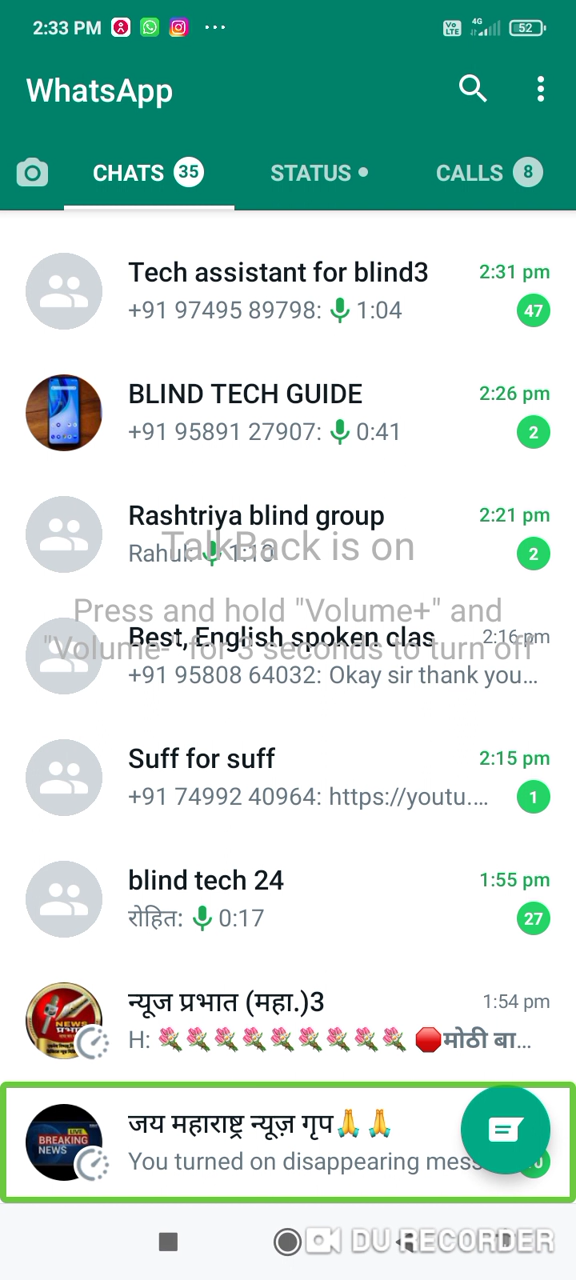 2:33 PM
4G
52
WhatsApp
CHATS 35 STATUS CALLS 8
Tech assistant for blind3 2:31 pm
+91 97495 89798: 1:04 47
BLIND TECH GUIDE 2:26 pm
+91 95891 27907: 0:41 2
Rashtriya blind group 2:21 pm
Rahul: 1:10 2
TalkBack is on
Press and hold "Volume+" and
"Volume-" for 3 seconds to turn off
Best, English spoken clas 2:16 pm
+91 95808 64032: Okay sir thank you...
Suff for suff 2:15 pm
+91 74992 40964: https://youtu.... 1
blind tech 24 1:55 pm
रोहित: 0:17 27
न्यूज प्रभात (महा.)3 1:54 pm
H: 💐💐💐💐💐💐💐💐💐 🛑मोठी बा...
जय महाराष्ट्र न्यूज़ गृप🙏🙏
You turned on disappearing mess
LIVE
BREAKING
NEWS
DU RECORDER